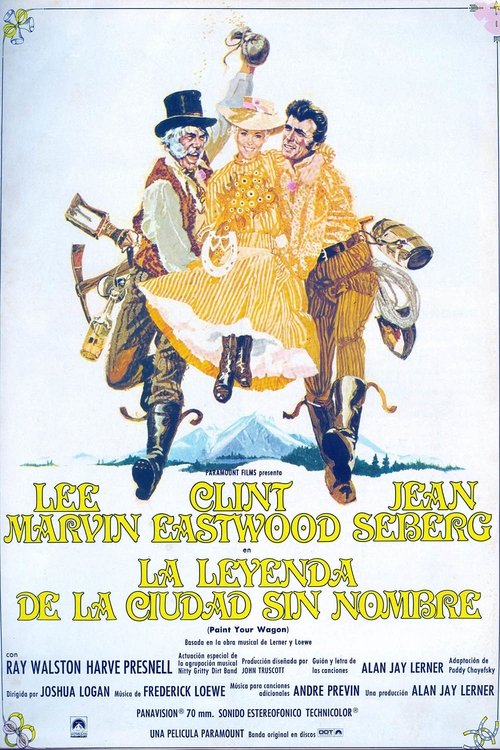 PARAMOUNT FILMS presenta
LEE CLINT JEAN
MARVIN EASTWOOD SEBERG
en
LA LEYENDA
DE LA CIUDAD SIN NOMBRE
(Paint Your Wagon)
Basada en la obra musical de Lerner y Loewe
con RAY WALSTON HARVE PRESNELL Actuación especial de la agrupación musical Nitty Gritty Dirt Band Producción diseñada por JOHN TRUSCOTT Guión y letra de las canciones ALAN JAY LERNER Adaptación de Paddy Chayefsky
Dirigida por JOSHUA LOGAN Música de FREDERICK LOEWE Música para canciones adicionales ANDRE PREVIN Una producción ALAN JAY LERNER
PANAVISION® 70 mm. SONIDO ESTEREOFONICO TECHNICOLOR®
UNA PELICULA PARAMOUNT Banda original en discos DOT